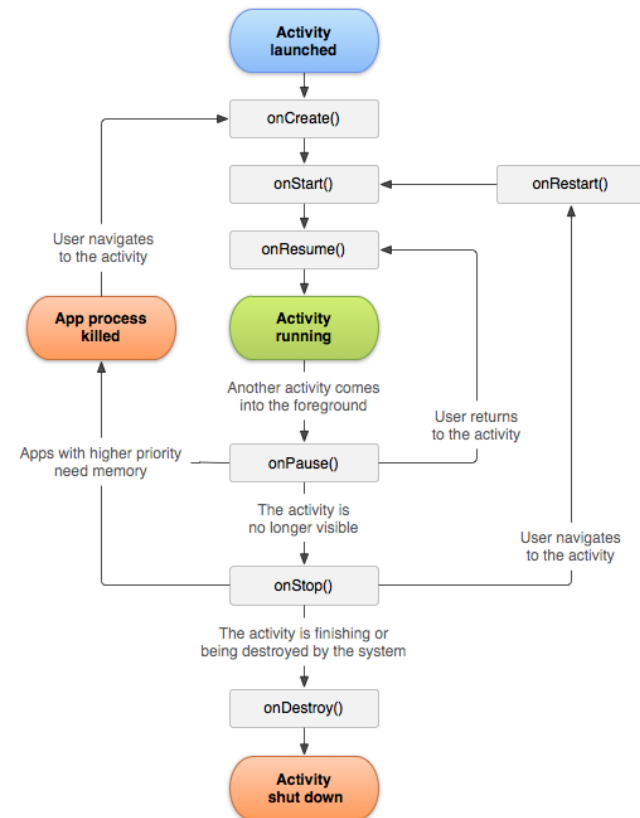 Activity
launched
onCreate()
onStart()
onRestart()
User navigates
to the activity
onResume()
App process
killed
Activity
running
Another activity comes
into the foreground
User returns
to the activity
Apps with higher priority
need memory
onPause()
The activity is
no longer visible
User navigates
to the activity
onStop()
The activity is finishing or
being destroyed by the system
onDestroy()
Activity
shut down